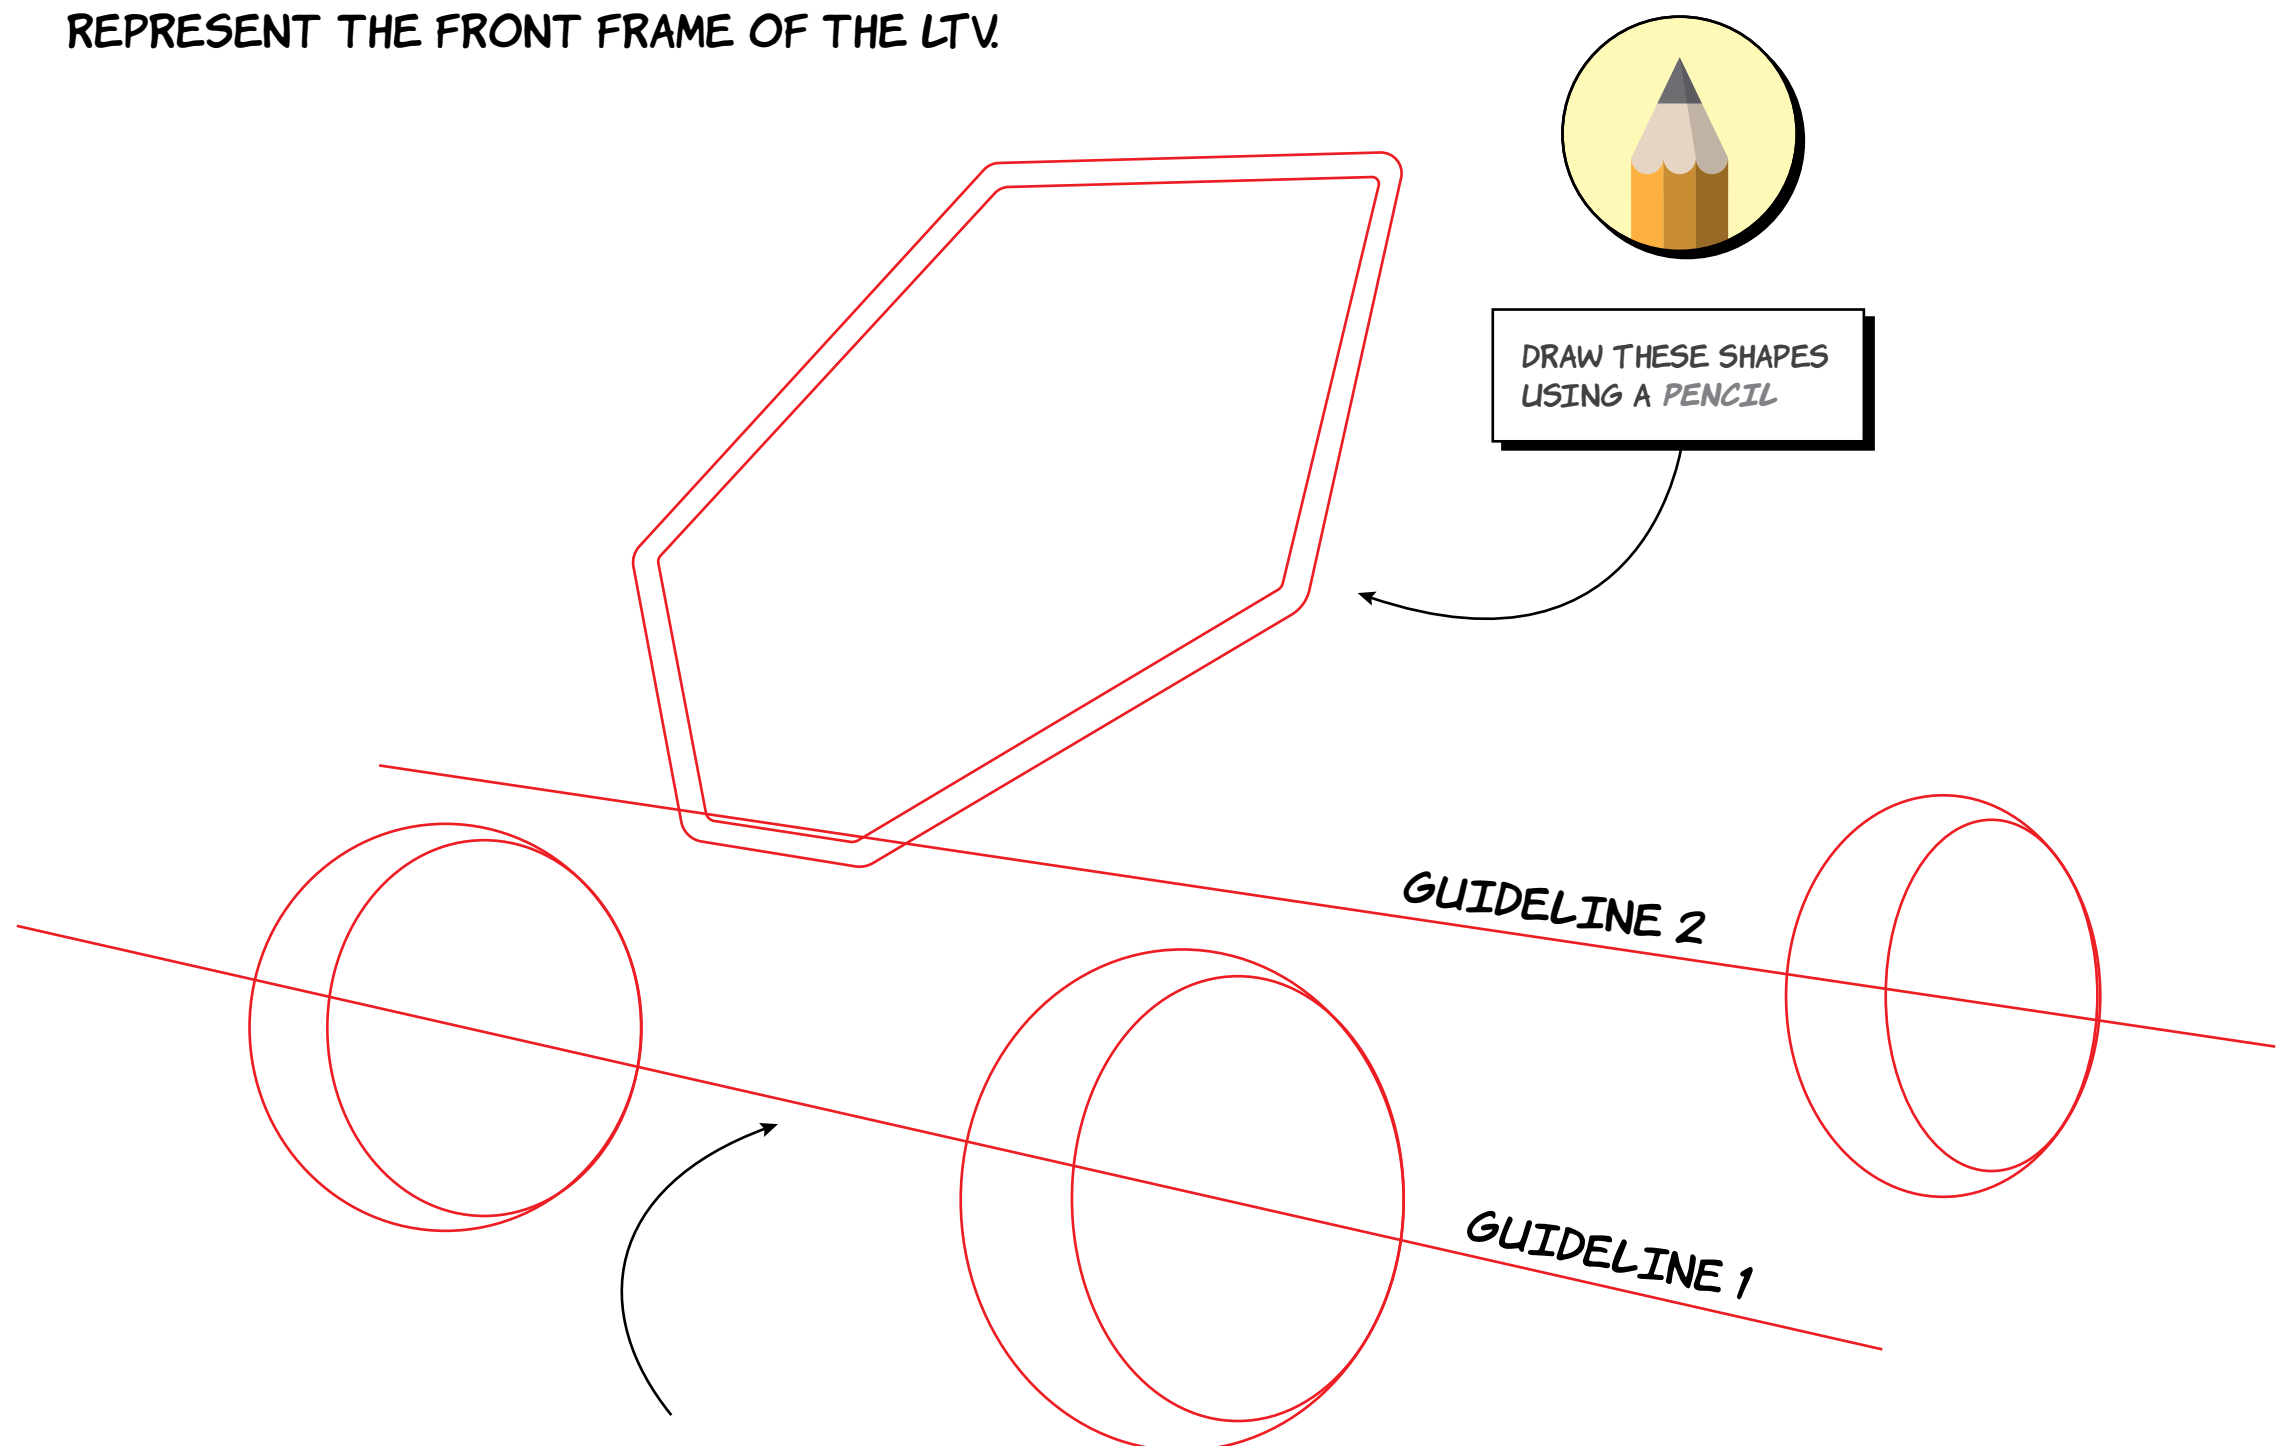 REPRESENT THE FRONT FRAME OF THE LTV.
DRAW THESE SHAPES
USING A PENCIL
GUIDELINE 2
GUIDELINE 1